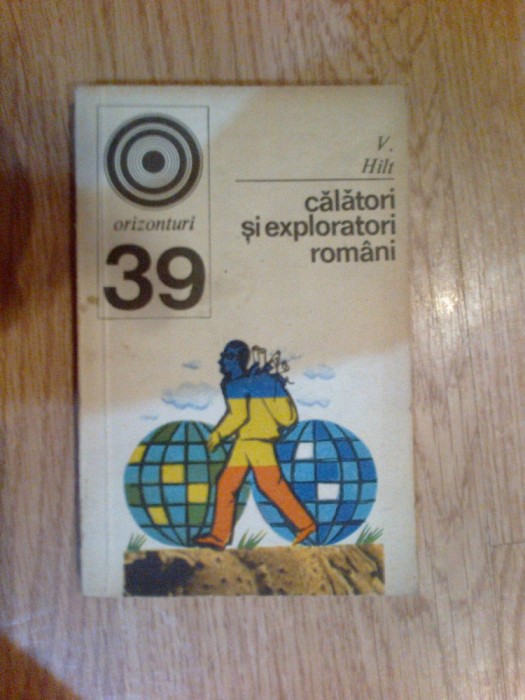 orizonturi
39
V.
Hilt
călători
și exploratori
români